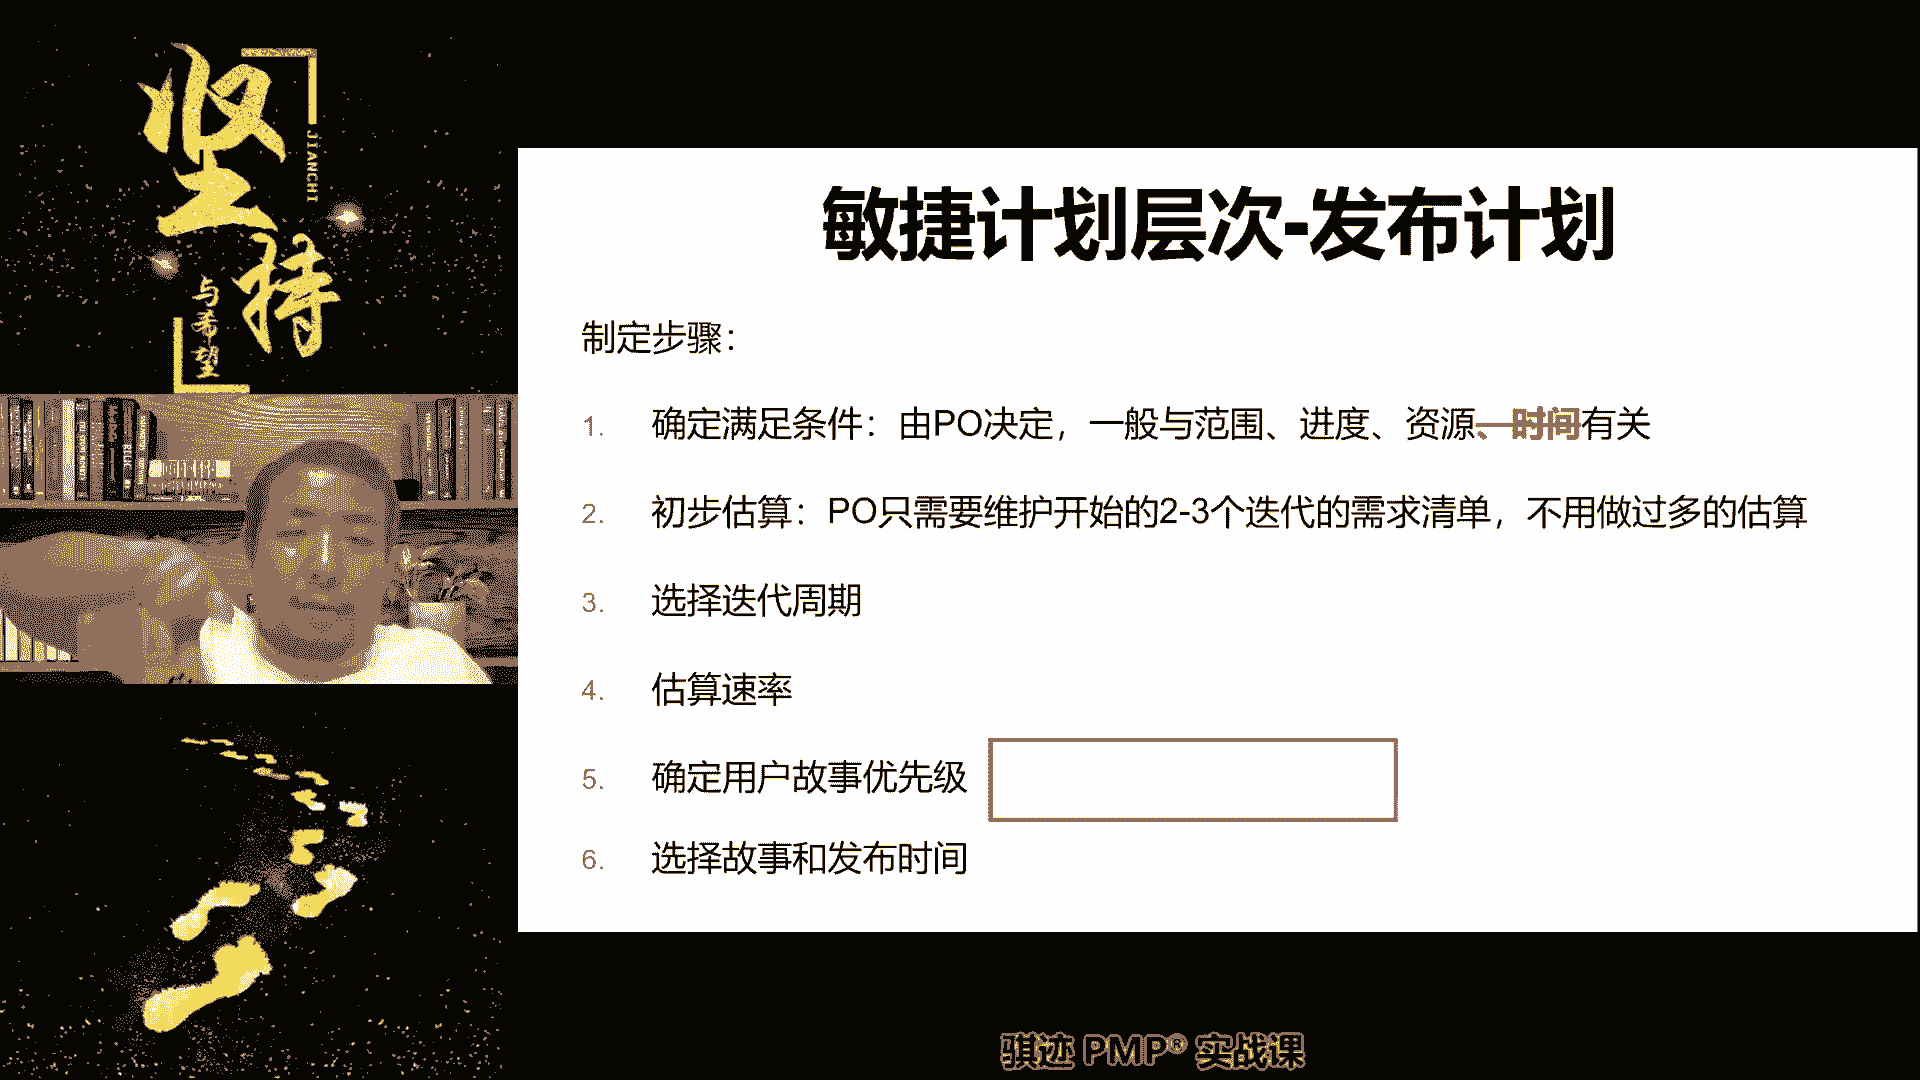 坚持
JIANCHI
与希望
敏捷计划层次-发布计划
制定步骤：
1. 确定满足条件：由PO决定，一般与范围、进度、资源、时间有关
2. 初步估算：PO只需要维护开始的2-3个迭代的需求清单，不用做过多的估算
3. 选择迭代周期
4. 估算速率
5. 确定用户故事优先级
6. 选择故事和发布时间
骐迹 PMP® 实战课